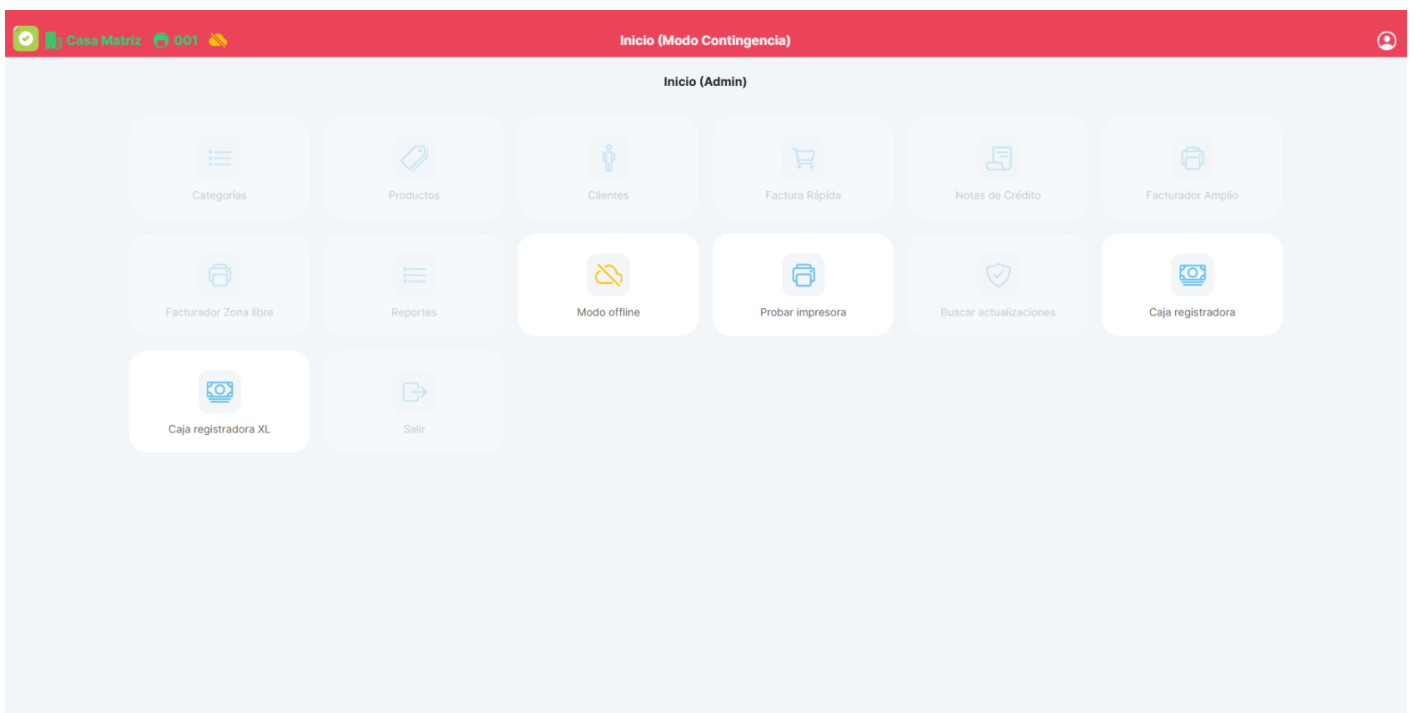 Casa Matriz 001 Inicio (Modo Contingencia)
Inicio (Admin)
Categorías Productos Clientes Factura Rápida Notas de Crédito Facturador Amplio
Facturador Zona libre Reportes Modo offline Probar impresora Buscar actualizaciones Caja registradora
Caja registradora XL Salir